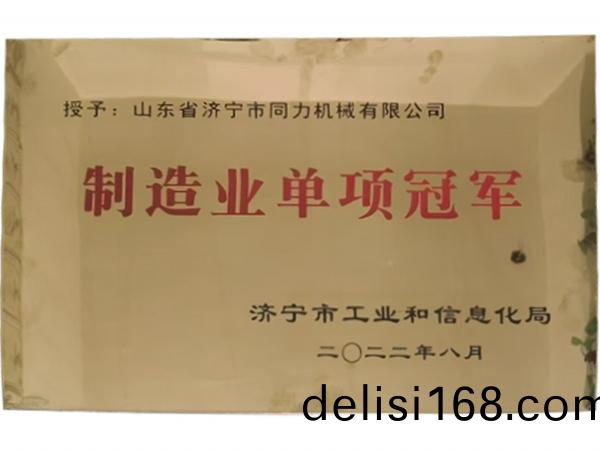 授予：山东省济宁市同力机械有限公司
制造业单项冠军
济宁市工业和信息化局
二〇二二年八月
delisi168.com